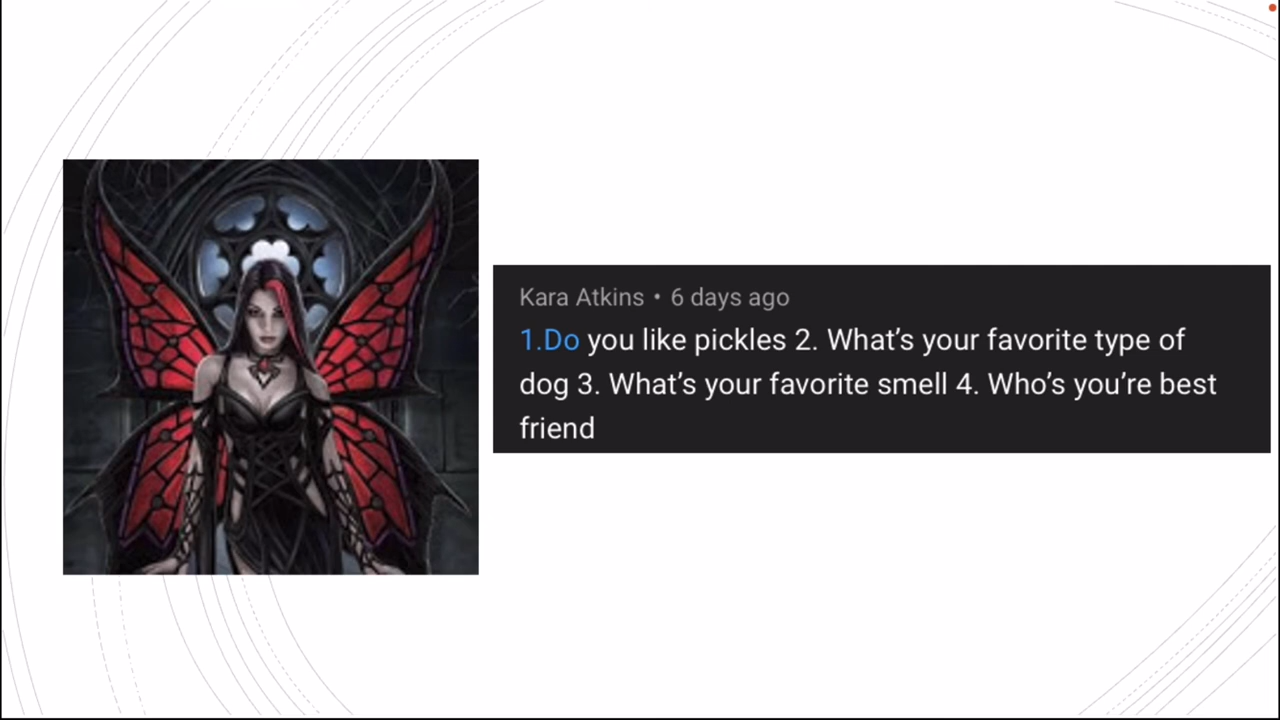 Kara Atkins • 6 days ago
1.Do you like pickles 2. What’s your favorite type of
dog 3. What’s your favorite smell 4. Who’s you’re best
friend